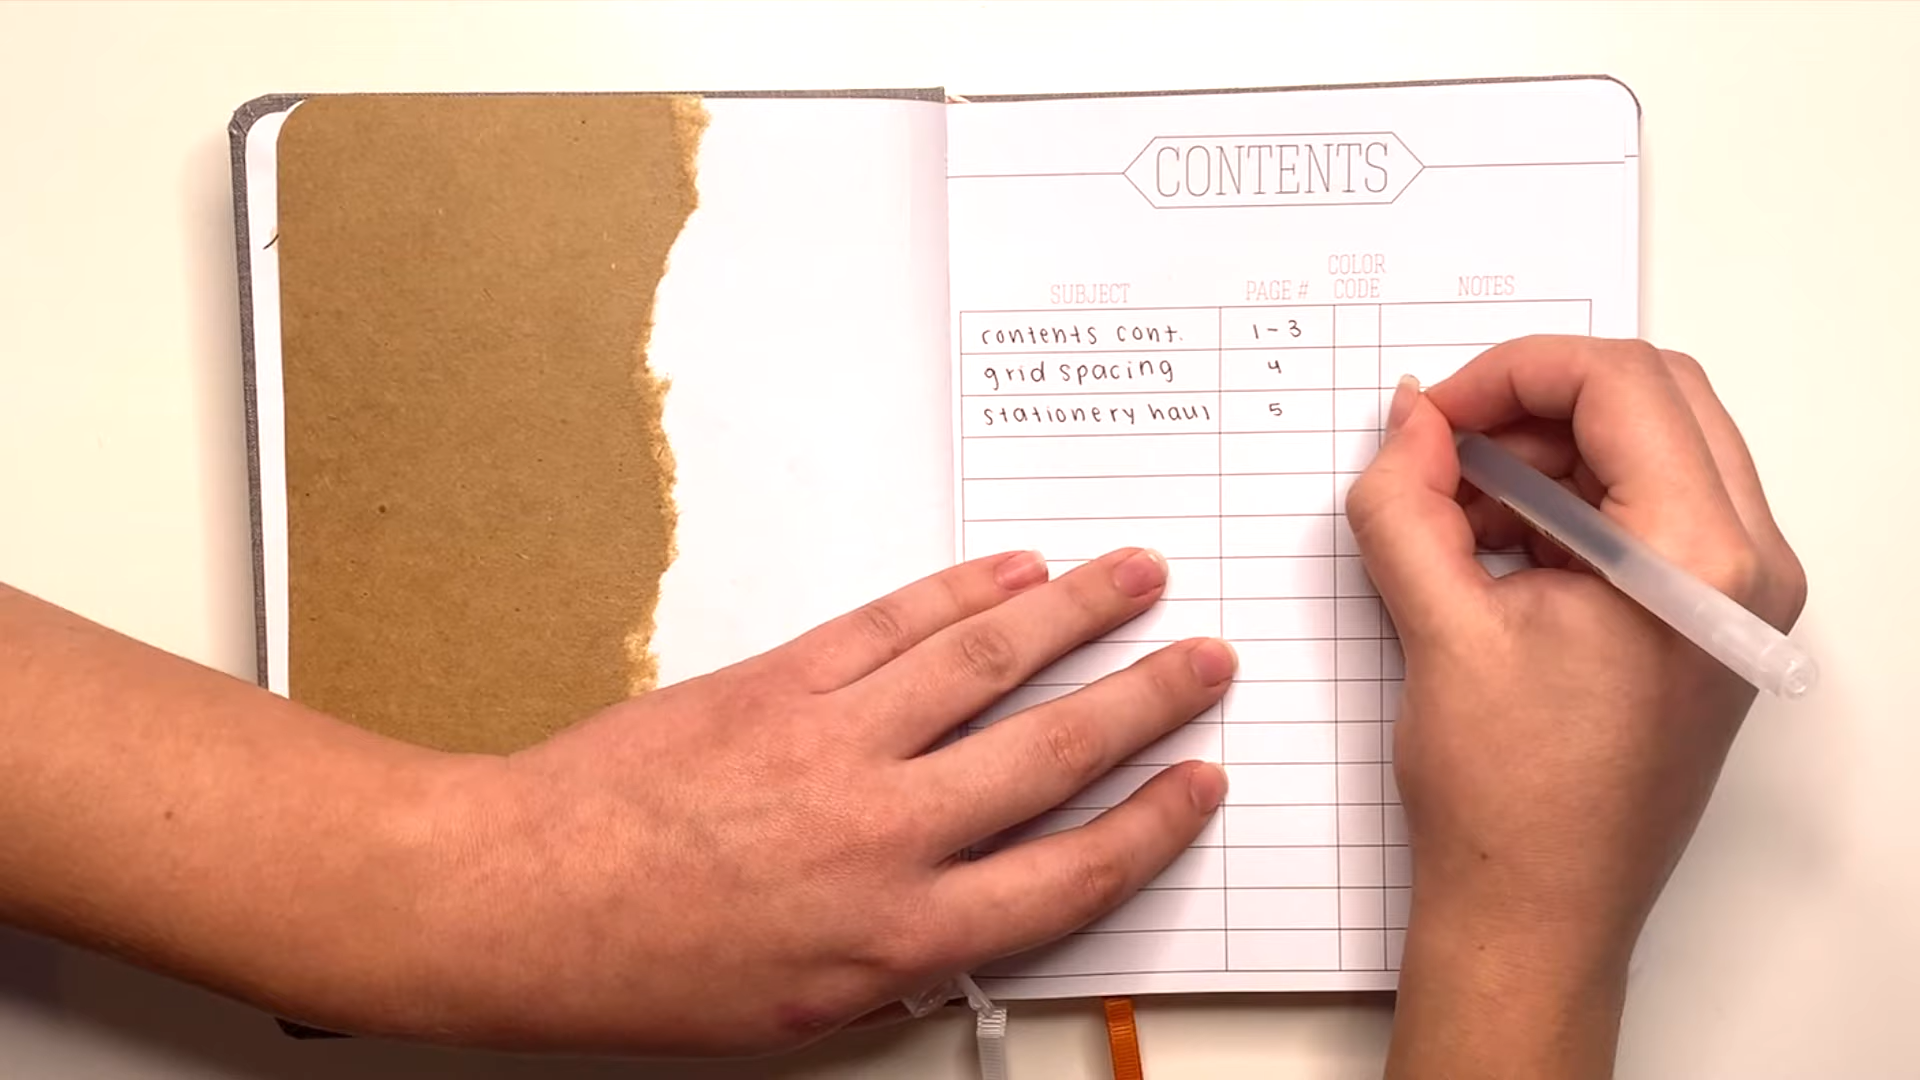 CONTENTS
SUBJECT PAGE # COLOR CODE NOTES
contents cont. 1-3
grid spacing 4
stationery haul 5